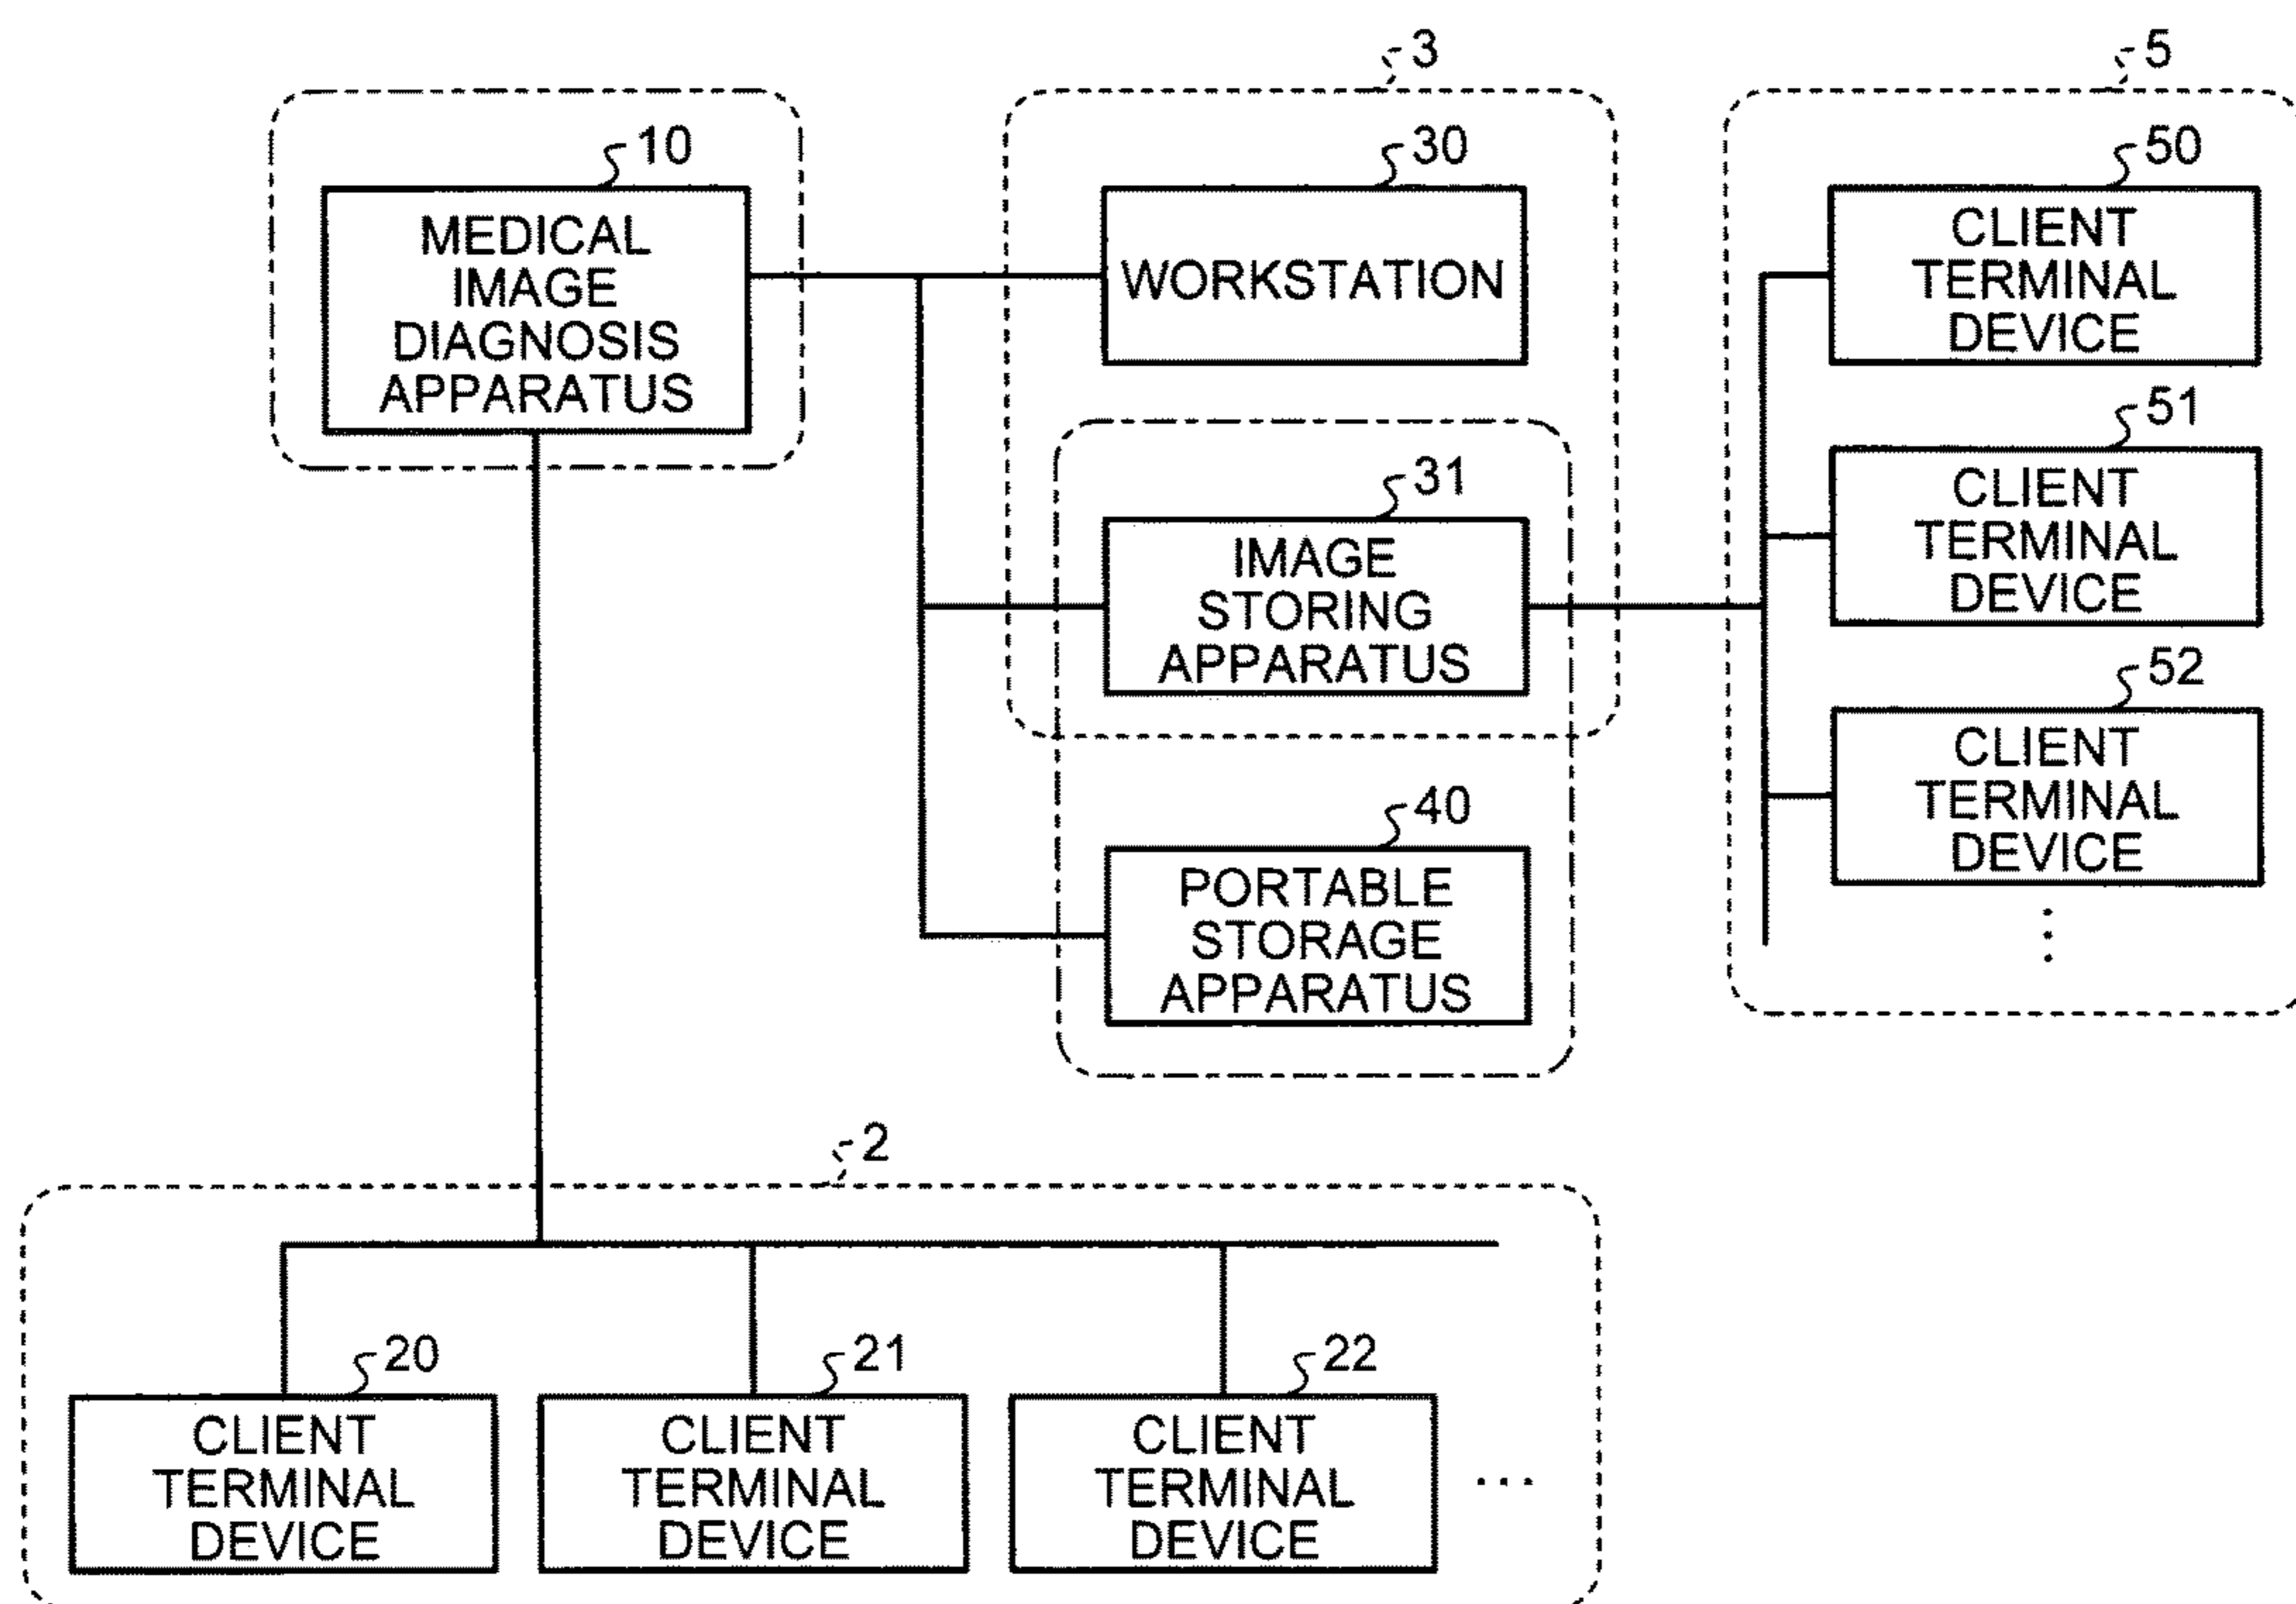 3
5
10
MEDICAL
IMAGE
DIAGNOSIS
APPARATUS
30
WORKSTATION
50
CLIENT
TERMINAL
DEVICE
31
IMAGE
STORING
APPARATUS
51
CLIENT
TERMINAL
DEVICE
40
PORTABLE
STORAGE
APPARATUS
52
CLIENT
TERMINAL
DEVICE
⋮
2
20
CLIENT
TERMINAL
DEVICE
21
CLIENT
TERMINAL
DEVICE
22
CLIENT
TERMINAL
DEVICE
...